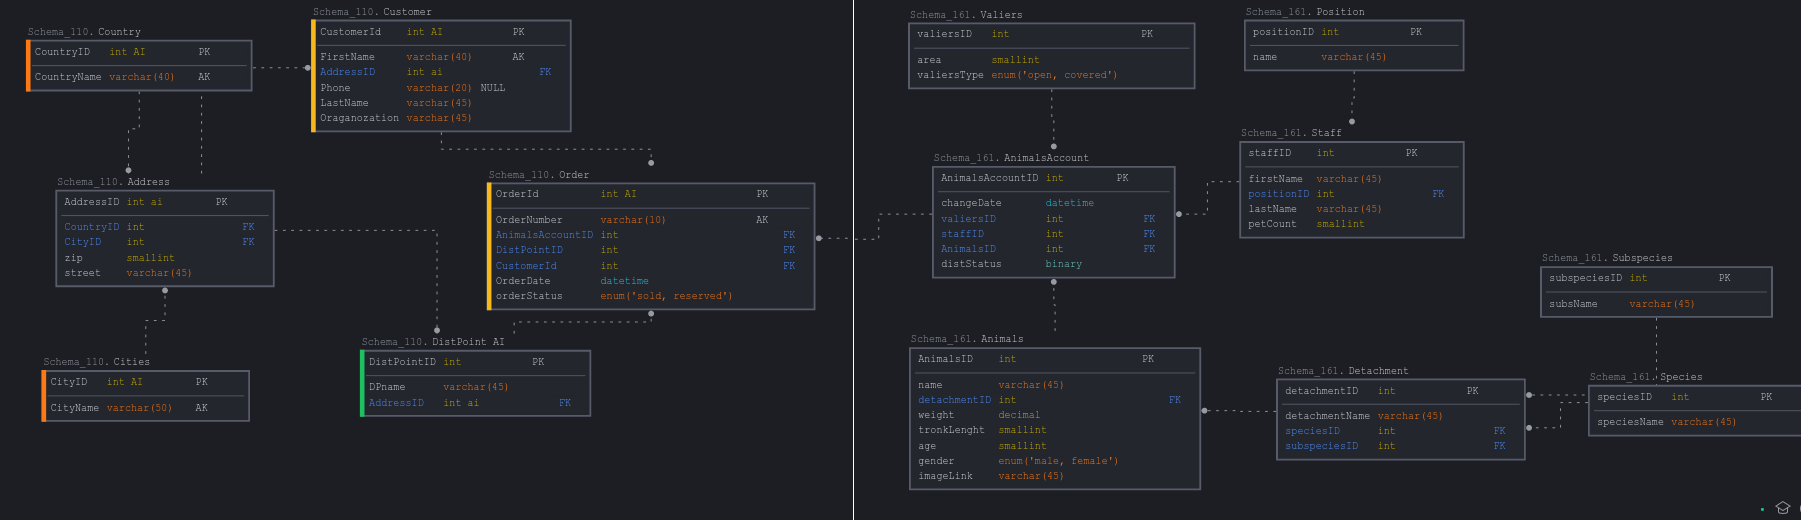 Schema_110. Country
CountryID int AI PK
CountryName varchar(40) AK
Schema_110. Customer
CustomerId int AI PK
FirstName varchar(40) AK
AddressID int ai FK
Phone varchar(20) NULL
LastName varchar(45)
Oraganozation varchar(45)
Schema_110. Address
AddressID int ai PK
CountryID int FK
CityID int FK
zip smallint
street varchar(45)
Schema_110. Order
OrderId int AI PK
OrderNumber varchar(10) AK
AnimalsAccountID int FK
DistPointID int FK
CustomerId int FK
OrderDate datetime
orderStatus enum('sold, reserved')
Schema_110. Cities
CityID int AI PK
CityName varchar(50) AK
Schema_110. DistPoint AI
DistPointID int PK
DPname varchar(45)
AddressID int ai FK
Schema_161. Valiers
valiersID int PK
area smallint
valiersType enum('open, covered')
Schema_161. Position
positionID int PK
name varchar(45)
Schema_161. AnimalsAccount
AnimalsAccountID int PK
changeDate datetime
valiersID int FK
staffID int FK
AnimalsID int FK
distStatus binary
Schema_161. Staff
staffID int PK
firstName varchar(45)
positionID int FK
lastName varchar(45)
petCount smallint
Schema_161. Subspecies
subspeciesID int PK
subsName varchar(45)
Schema_161. Animals
AnimalsID int PK
name varchar(45)
detachmentID int FK
weight decimal
tronkLenght smallint
age smallint
gender enum('male, female')
imageLink varchar(45)
Schema_161. Detachment
detachmentID int PK
detachmentName varchar(45)
speciesID int FK
subspeciesID int FK
Schema_161. Species
speciesID int PK
speciesName varchar(45)